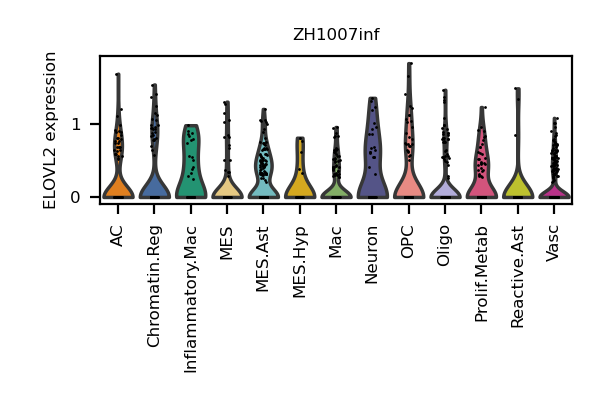 ZH1007inf
ELOVL2 expression
1
0
AC
Chromatin.Reg
Inflammatory.Mac
MES
MES.Ast
MES.Hyp
Mac
Neuron
OPC
Oligo
Prolif.Metab
Reactive.Ast
Vasc